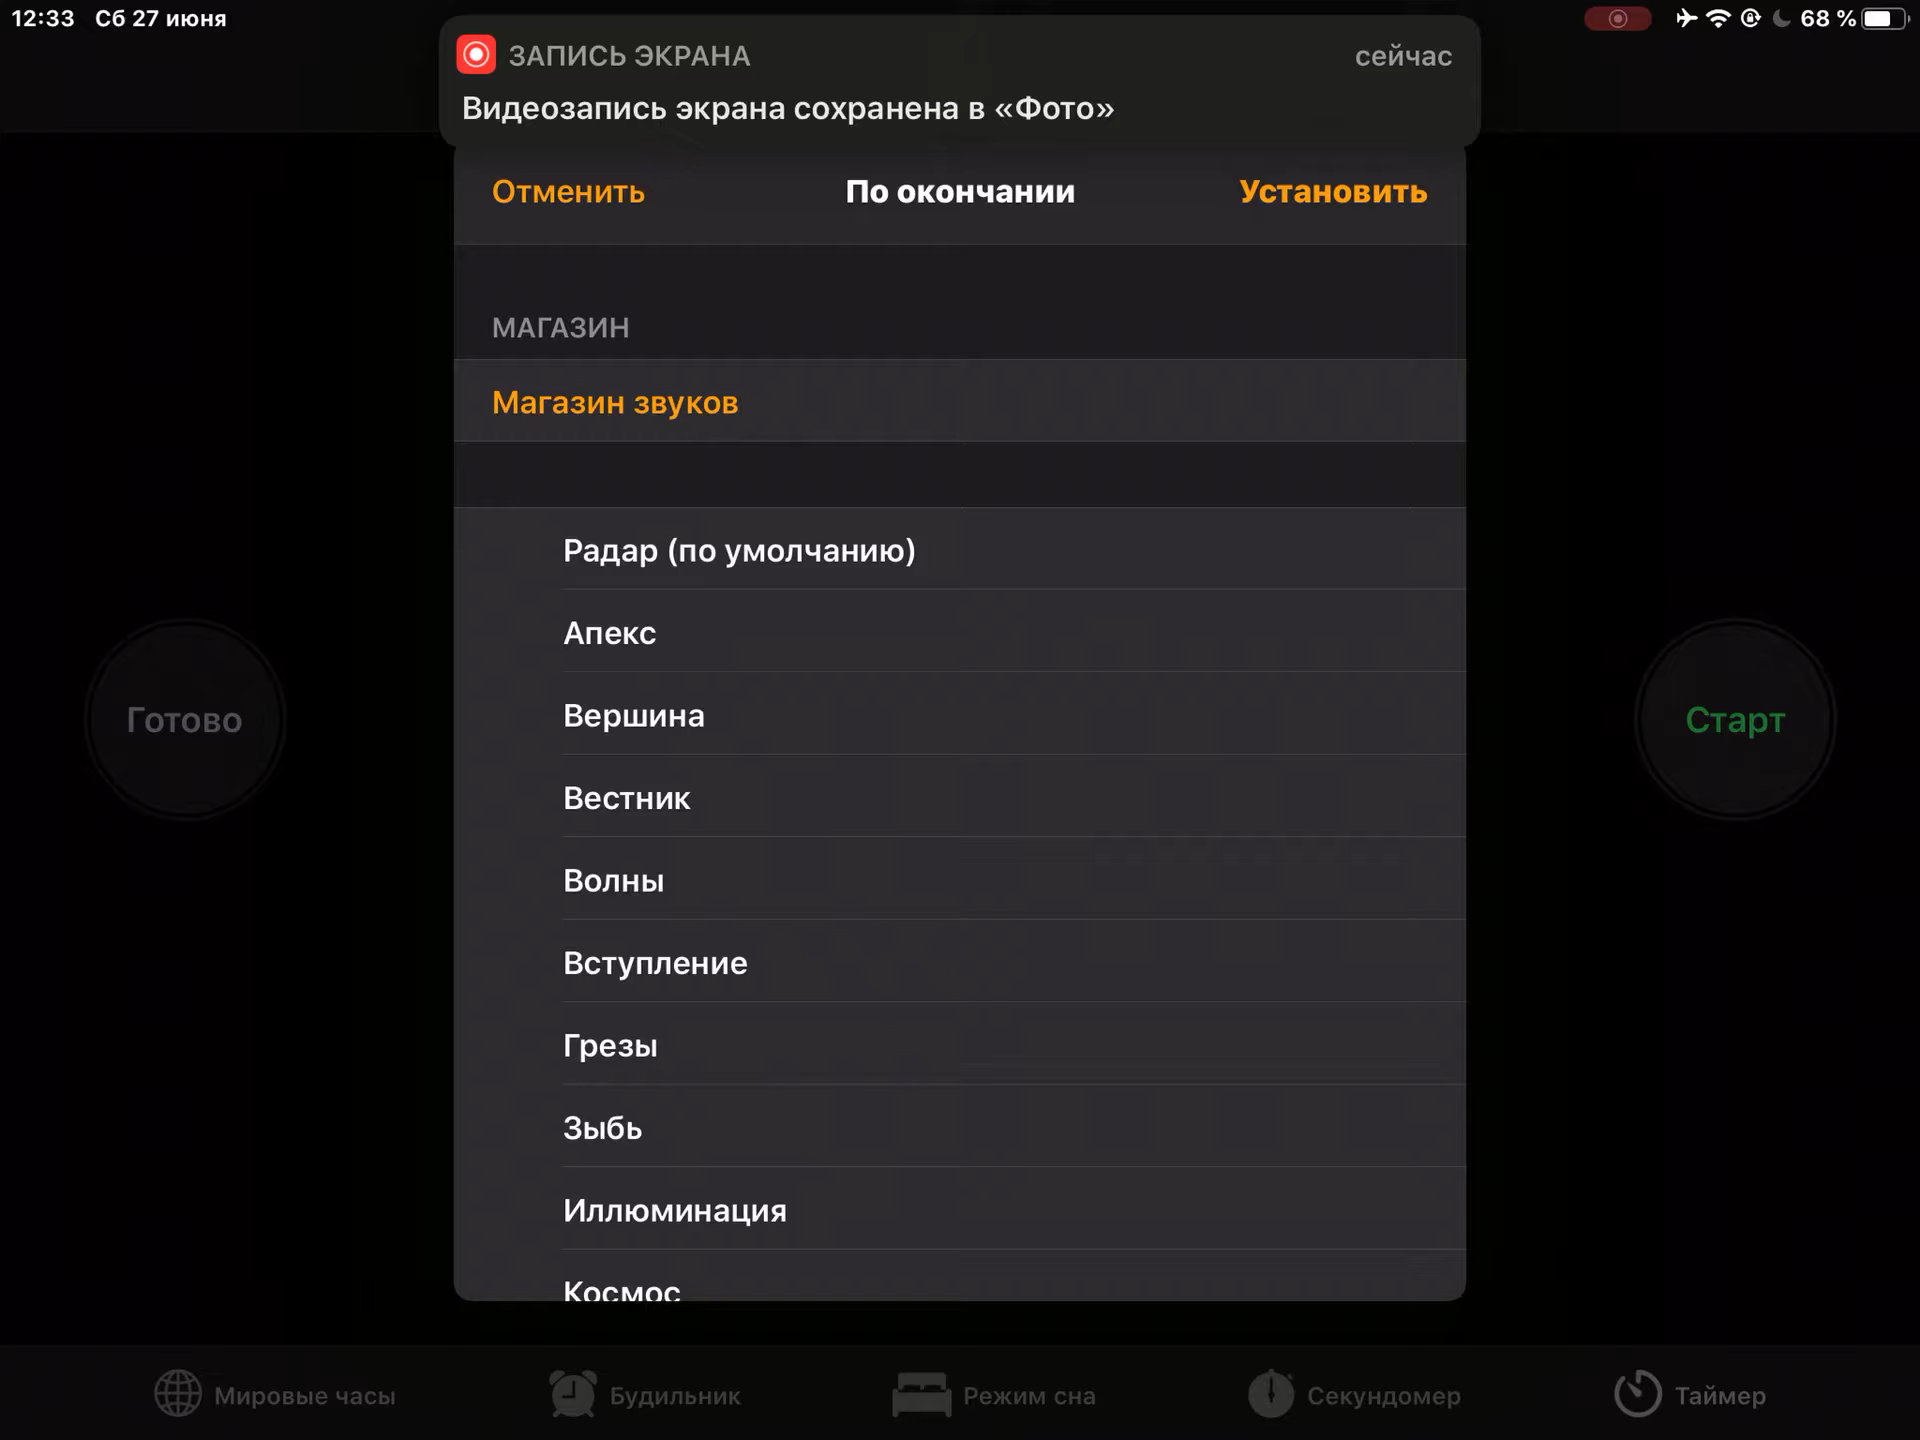 12:33 Сб 27 июня 68 %
ЗАПИСЬ ЭКРАНА сейчас
Видеозапись экрана сохранена в «Фото»
Отменить По окончании Установить
МАГАЗИН
Магазин звуков
Радар (по умолчанию)
Апекс
Вершина
Вестник
Готово
Старт
Волны
Вступление
Грезы
Зыбь
Иллюминация
Космос
Мировые часы Будильник Режим сна Секундомер Таймер